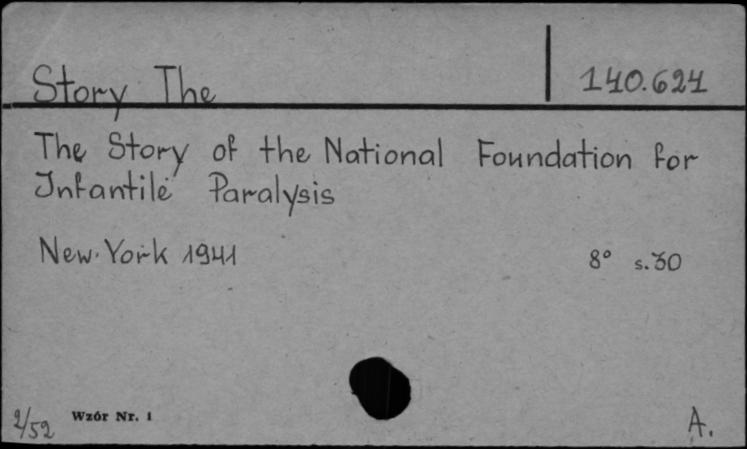 Story The 140.624
The Story of the National Foundation for
Infantile Paralysis
New-York 1941 8° s.30
2/52 Wzór Nr. 1 A.